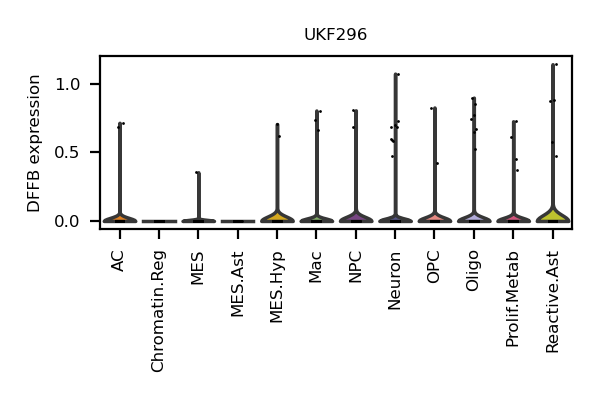 UKF296
DFFB expression
1.0
0.5
0.0
AC
Chromatin.Reg
MES
MES.Ast
MES.Hyp
Mac
NPC
Neuron
OPC
Oligo
Prolif.Metab
Reactive.Ast